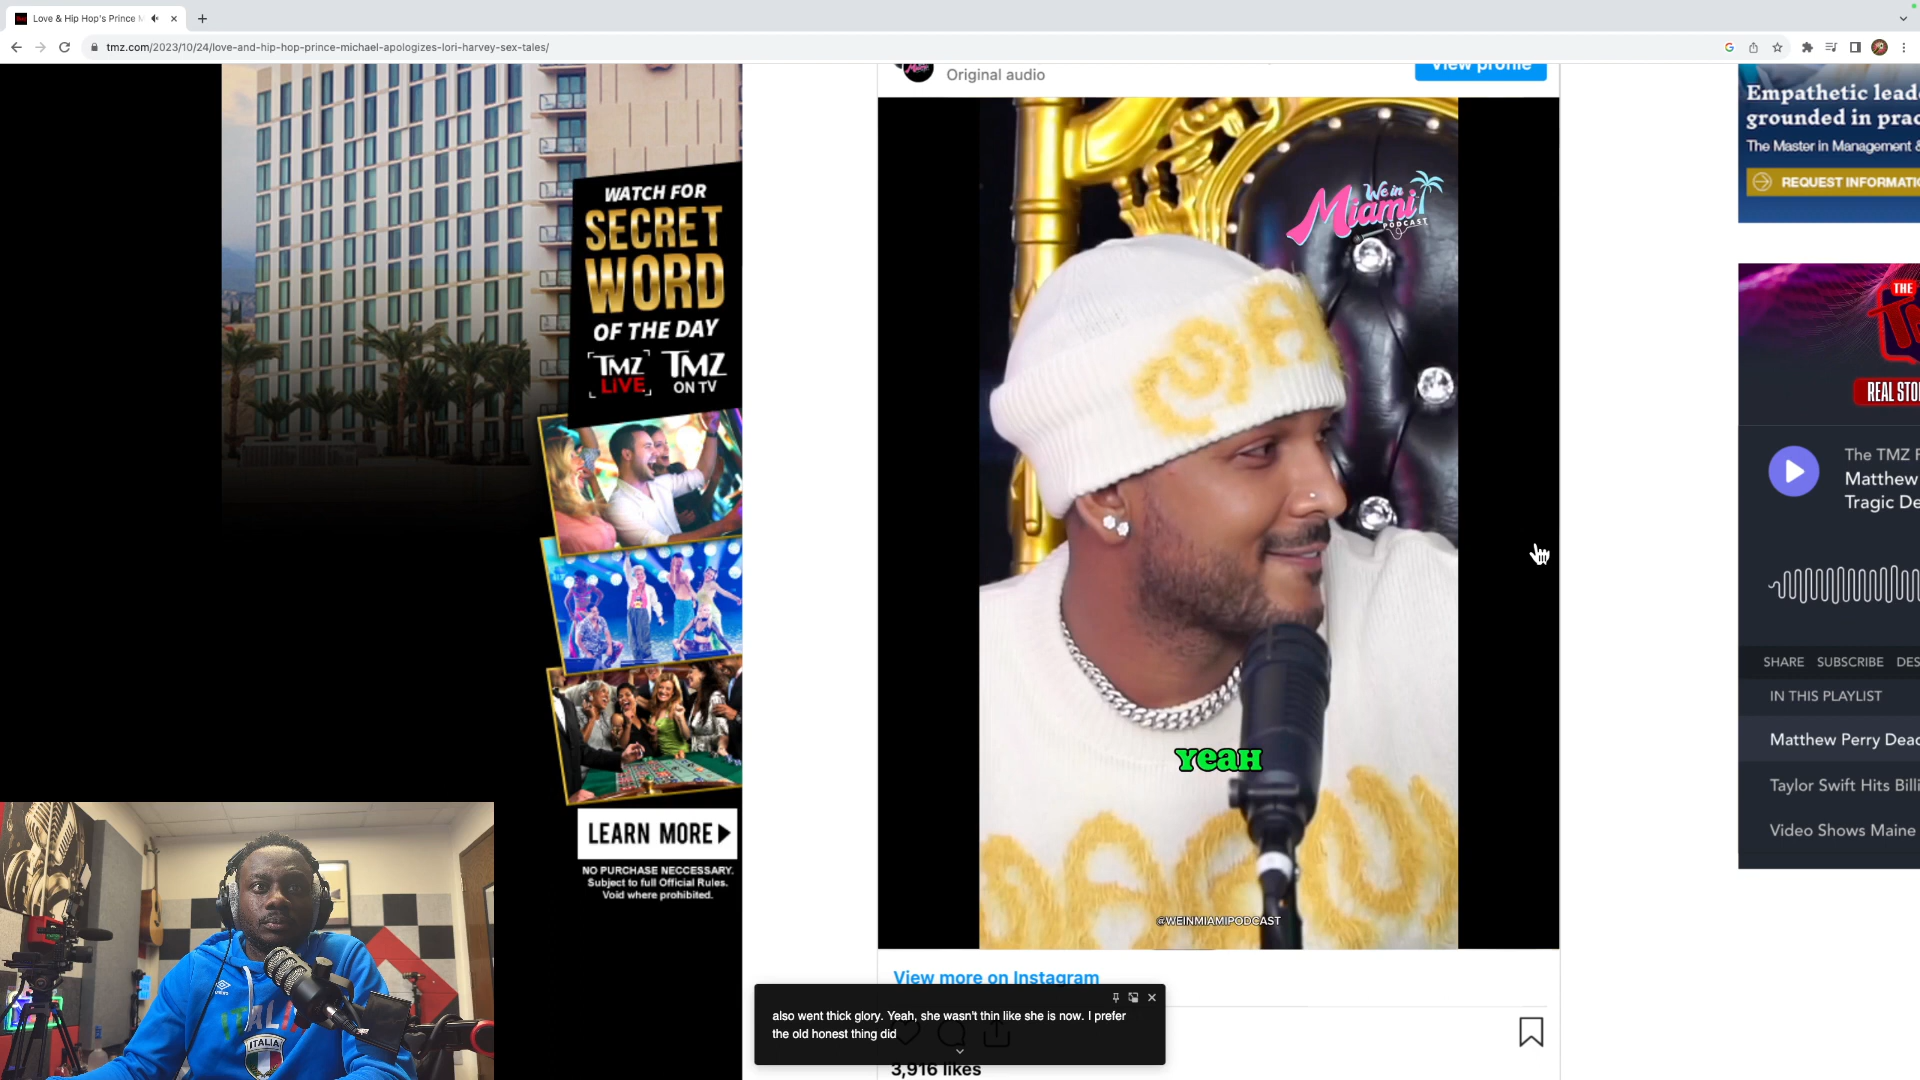 Love & Hip Hop's Prince M
tmz.com/2023/10/24/love-and-hip-hop-prince-michael-apologizes-lori-harvey-sex-tales/
WATCH FOR
SECRET
WORD
OF THE DAY
TMZ LIVE
TMZ ON TV
LEARN MORE
NO PURCHASE NECCESSARY.
Subject to full Official Rules.
Void where prohibited.
Original audio
View profile
We in
Miami
PODCAST
Yeah
@WEINMIAMIPODCAST
View more on Instagram
also went thick glory. Yeah, she wasn't thin like she is now. I prefer
the old honest thing did
3,916 likes
ITALIA
Empathetic lead
grounded in prac
The Master in Management &
REQUEST INFORMATIO
THE
REAL STO
The TMZ P
Matthew
Tragic De
SHARE SUBSCRIBE DES
IN THIS PLAYLIST
Matthew Perry Dead
Taylor Swift Hits Billi
Video Shows Maine